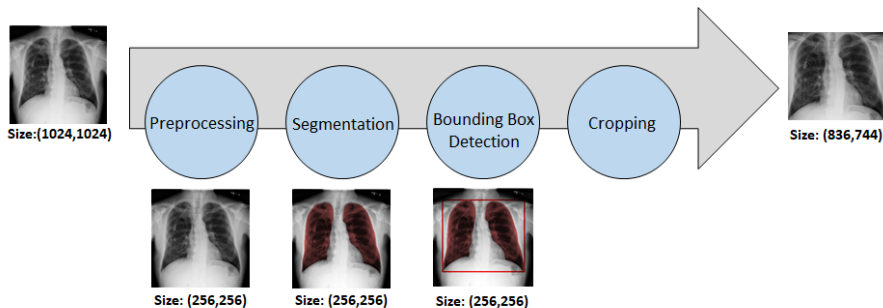 Size:(1024,1024)
Preprocessing
Segmentation
Bounding Box
Detection
Cropping
Size: (836,744)
Size: (256,256)
Size: (256,256)
Size: (256,256)